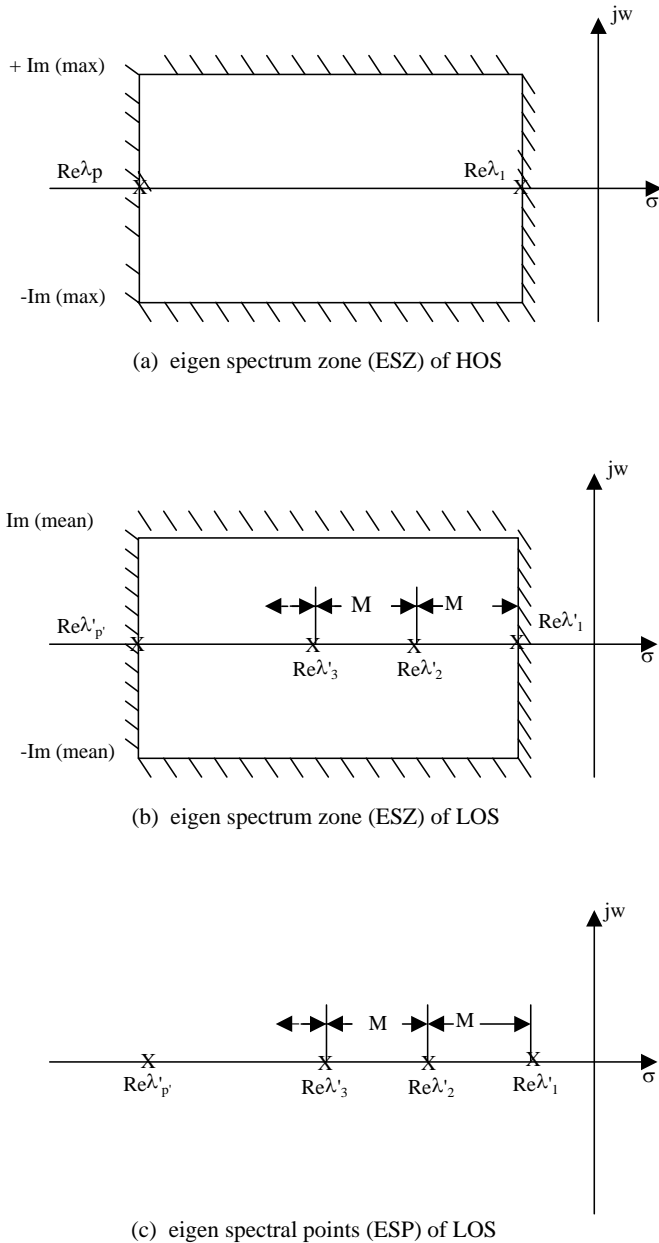 jw
+ Im (max)
Reλp
Reλ1
X
X
σ
-Im (max)
(a) eigen spectrum zone (ESZ) of HOS
jw
Im (mean)
M
M
Reλ'p'
Reλ'1
X
X
X
X
σ
Reλ'3
Reλ'2
-Im (mean)
(b) eigen spectrum zone (ESZ) of LOS
jw
M
M
X
X
X
X
σ
Reλ'p'
Reλ'3
Reλ'2
Reλ'1
(c) eigen spectral points (ESP) of LOS